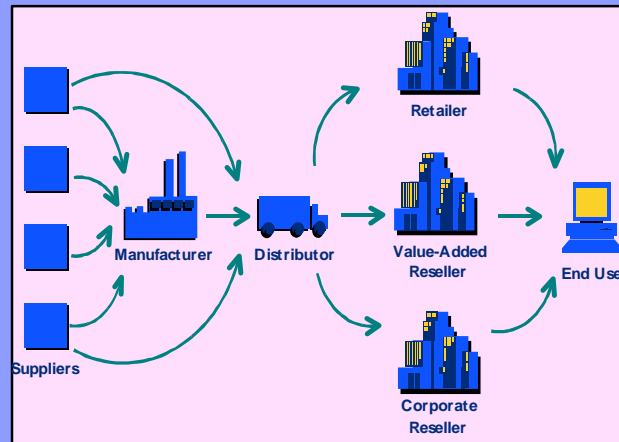 Retailer
Manufacturer
Distributor
Value-Added
Reseller
End Use
Suppliers
Corporate
Reseller